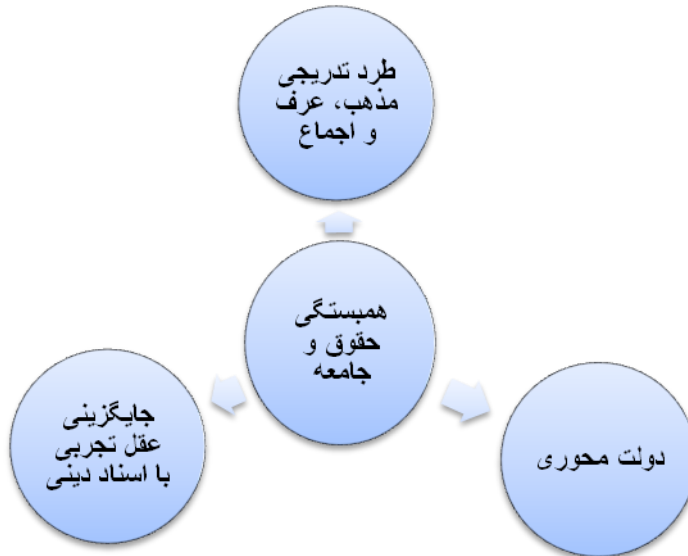 طرد تدریجی
مذهب، عرف
و اجماع
همبستگی
حقوق و
جامعه
دولت محوری
جایگزینی
عقل تجربی
با اسناد دینی